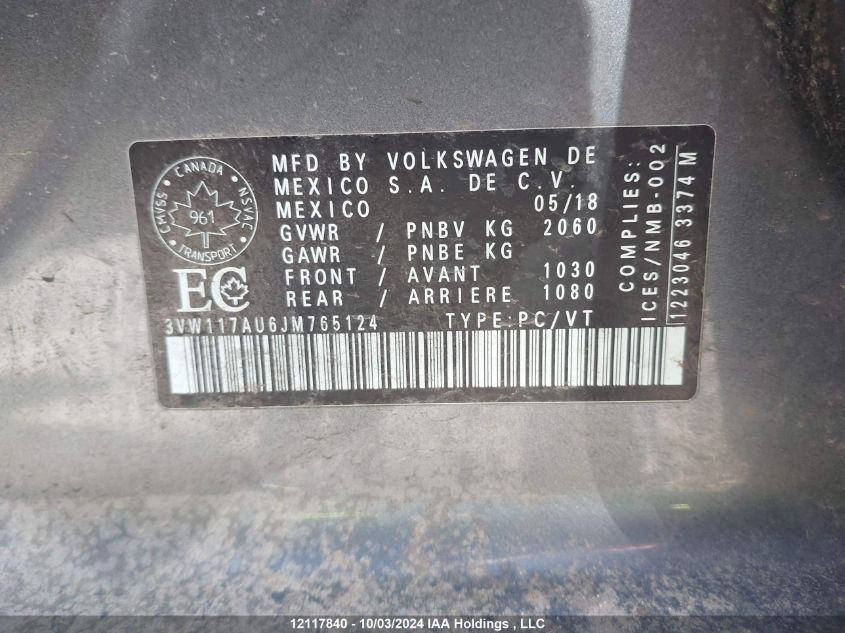 CANADA
CMVSS
NSVAC
961
TRANSPORT
EC
MFD BY VOLKSWAGEN DE
MEXICO S.A. DE C.V.
MEXICO 05/18
GVWR / PNBV KG 2060
GAWR / PNBE KG
FRONT / AVANT 1030
REAR / ARRIERE 1080
3VW117AU6JM765124 TYPE:PC/VT
COMPLIES:
ICES/NMB-002
1223046 3374 M
12117840 - 10/03/2024 IAA Holdings , LLC